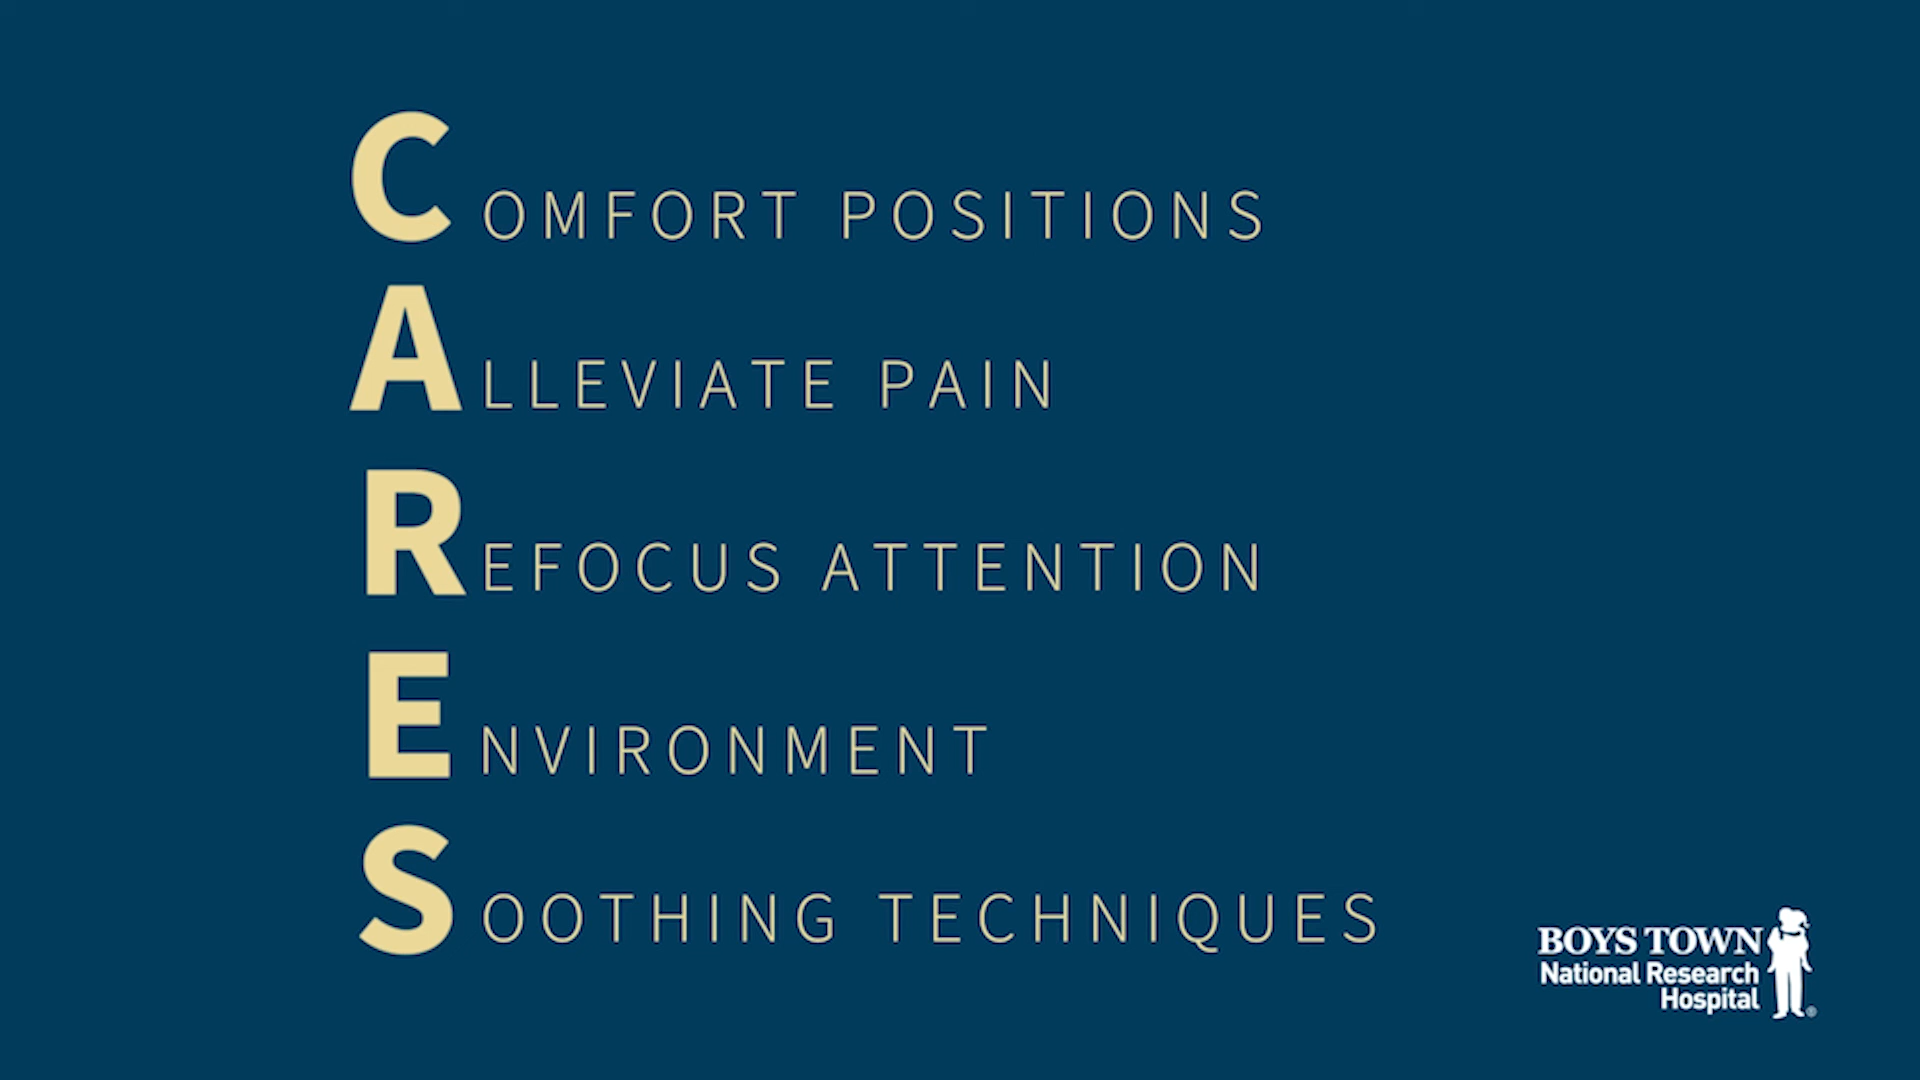 COMFORT POSITIONS
ALLEVIATE PAIN
REFOCUS ATTENTION
ENVIRONMENT
SOOTHING TECHNIQUES
BOYS TOWN
National Research
Hospital®